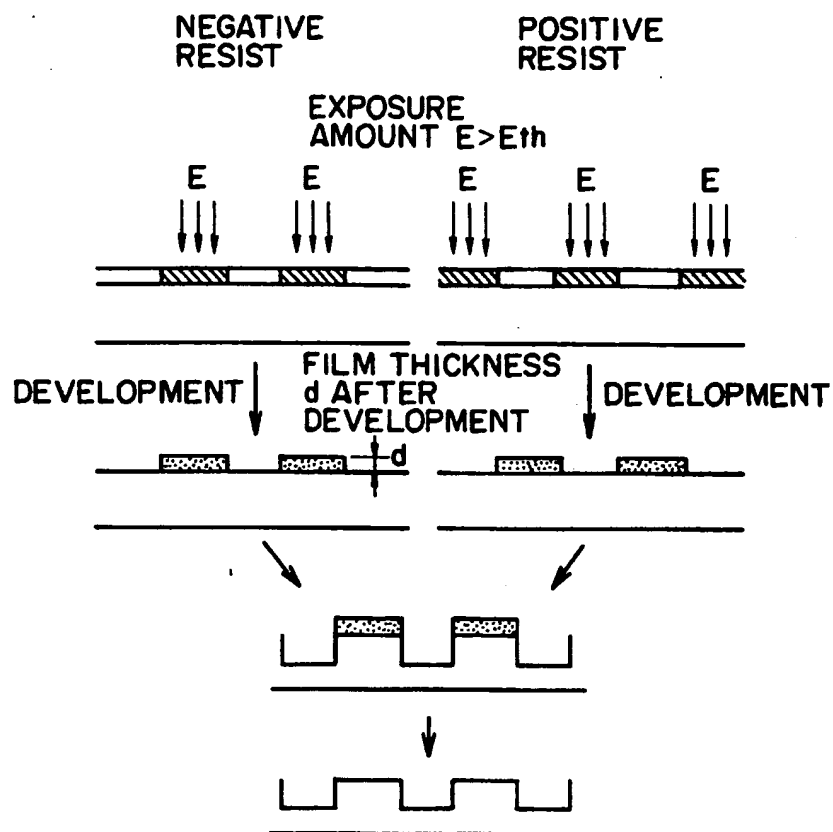 NEGATIVE
RESIST
POSITIVE
RESIST
EXPOSURE
AMOUNT E>Eth
E
E
E
E
E
DEVELOPMENT
FILM THICKNESS
d AFTER
DEVELOPMENT
DEVELOPMENT
d